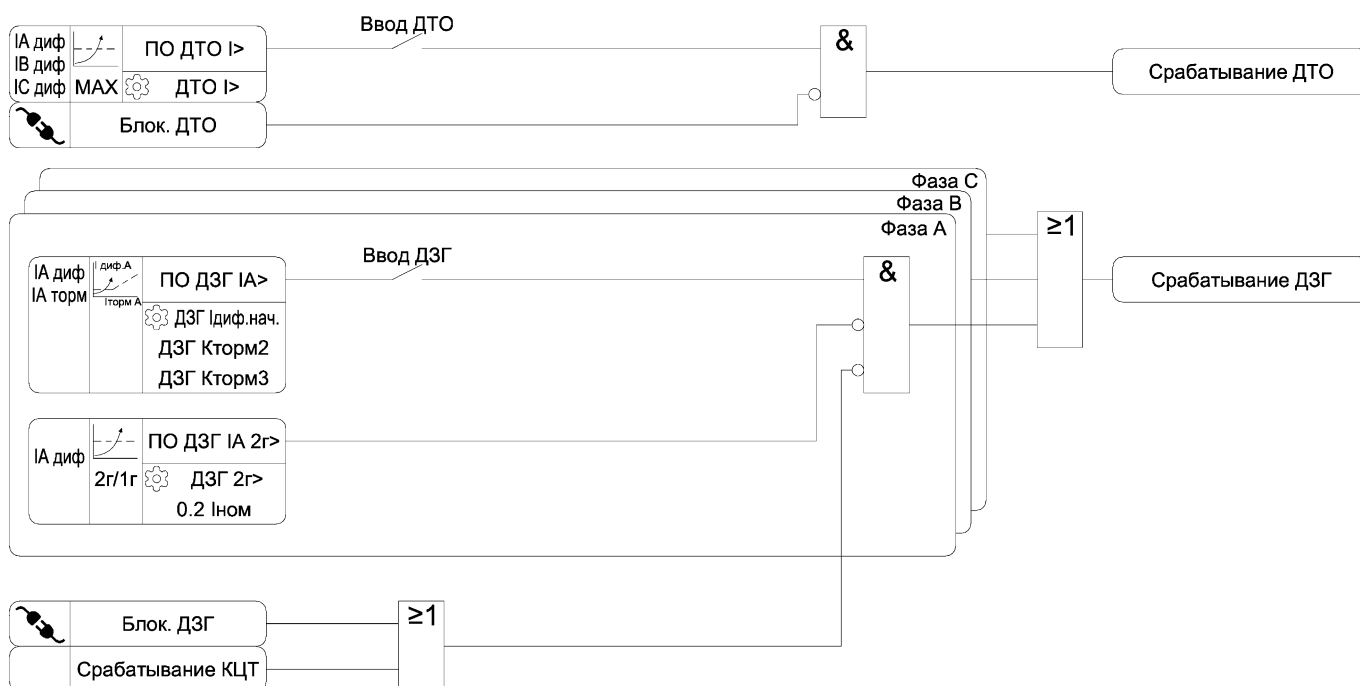 Ввод ДТО
IA диф
IB диф
IC диф
MAX
ПО ДТО I>
ДТО I>
&
Срабатывание ДТО
Блок. ДТО
Фаза C
Фаза B
Фаза A
≥1
Ввод ДЗГ
IA диф
IA торм
I диф.A
Iторм A
ПО ДЗГ IA>
ДЗГ Iдиф.нач.
ДЗГ Кторм2
ДЗГ Кторм3
&
Срабатывание ДЗГ
IA диф
2г/1г
ПО ДЗГ IA 2г>
ДЗГ 2г>
0.2 Iном
Блок. ДЗГ
≥1
Срабатывание КЦТ